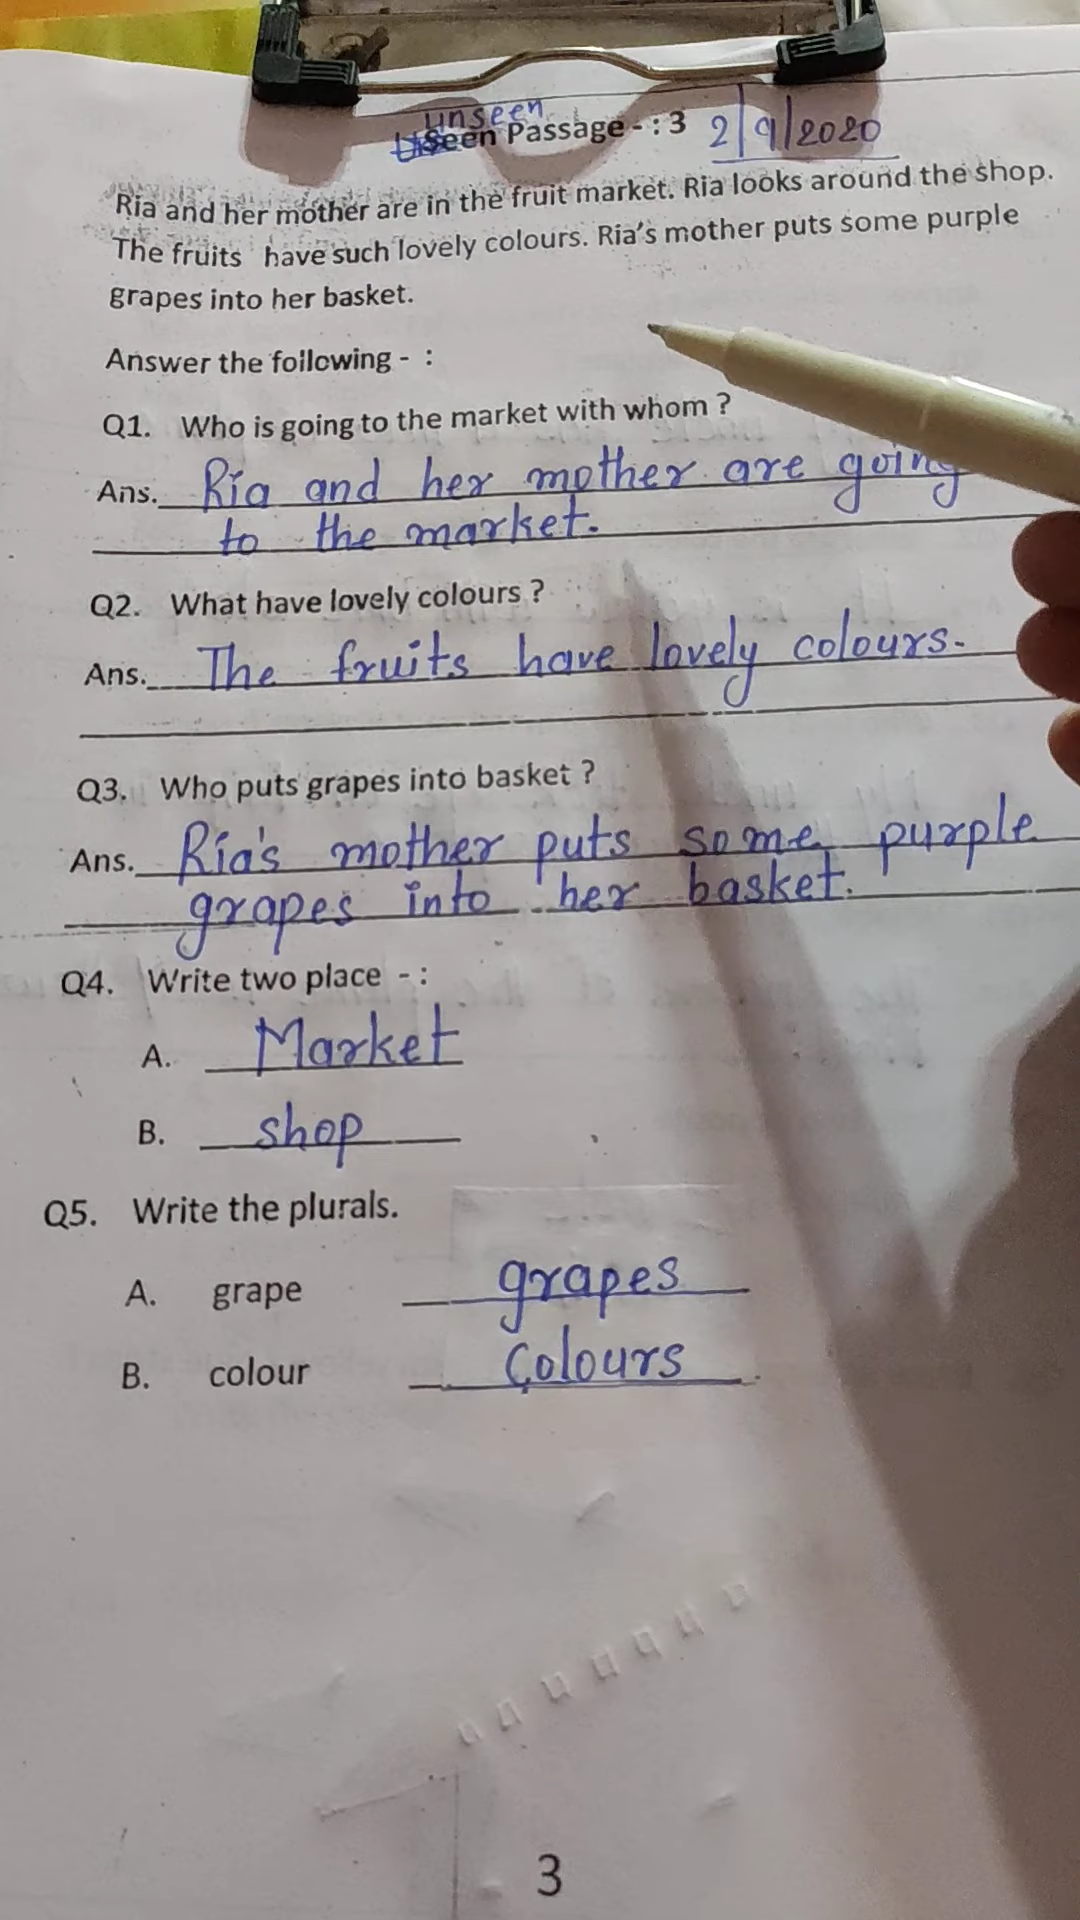 unseen
Seen Passage - : 3 2/9/2020
Ria and her mother are in the fruit market. Ria looks around the shop.
The fruits have such lovely colours. Ria's mother puts some purple
grapes into her basket.
Answer the following - :
Q1. Who is going to the market with whom ?
Ans. Ria and her mother are going
to the market.
Q2. What have lovely colours ?
Ans. The fruits have lovely colours.
Q3. Who puts grapes into basket ?
Ans. Ria's mother puts some purple
grapes into her basket.
Q4. Write two place - :
A. Market
B. shop
Q5. Write the plurals.
A. grape grapes
B. colour Colours
3